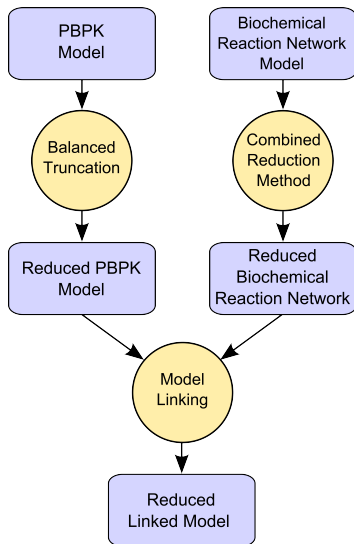 PBPK
Model
Biochemical
Reaction Network
Model
Balanced
Truncation
Combined
Reduction
Method
Reduced PBPK
Model
Reduced
Biochemical
Reaction Network
Model
Linking
Reduced
Linked Model